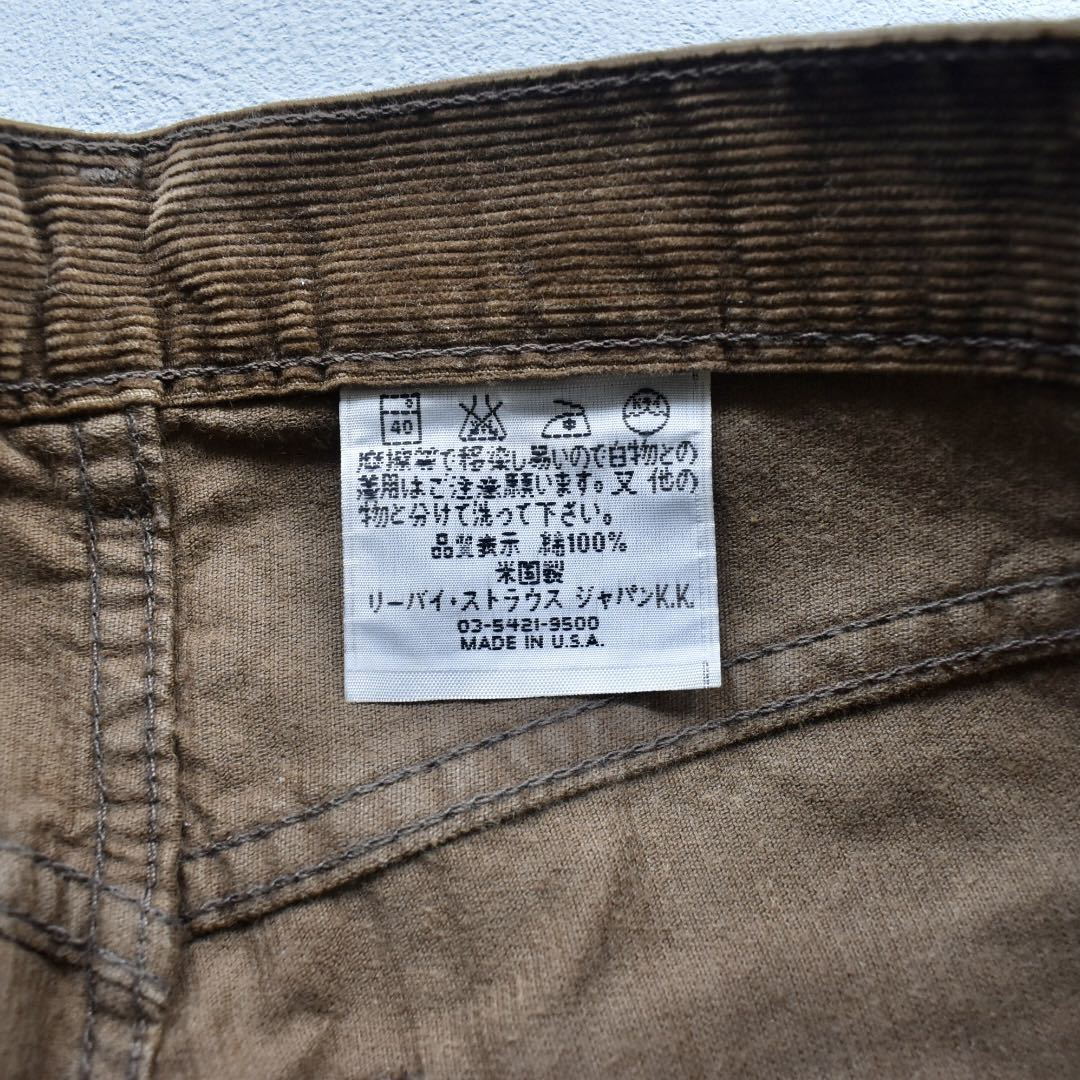 40
摩擦等で移染し易いので白物との
着用はご注意願います。又 他の
物と分けて洗って下さい。
品質表示 綿100%
米国製
リーバイ・ストラウス ジャパンK.K.
03-5421-9500
MADE IN U.S.A.